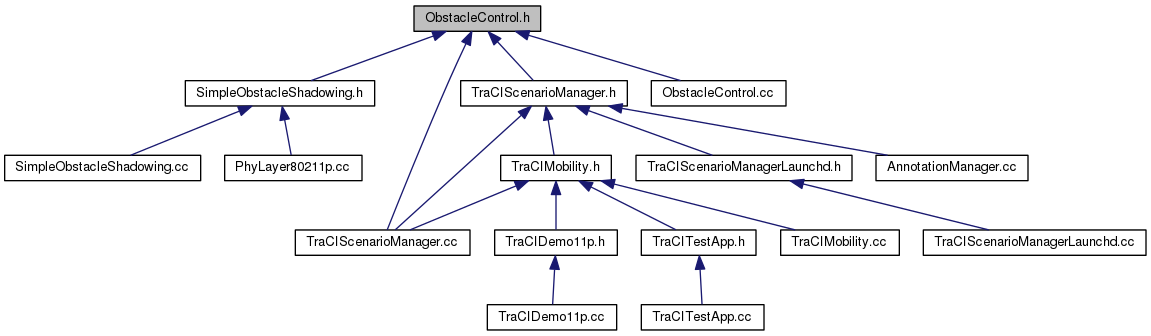 ObstacleControl.h
SimpleObstacleShadowing.h
TraCIScenarioManager.h
ObstacleControl.cc
SimpleObstacleShadowing.cc
PhyLayer80211p.cc
TraCIMobility.h
TraCIScenarioManagerLaunchd.h
AnnotationManager.cc
TraCIScenarioManager.cc
TraCIDemo11p.h
TraCITestApp.h
TraCIMobility.cc
TraCIScenarioManagerLaunchd.cc
TraCIDemo11p.cc
TraCITestApp.cc